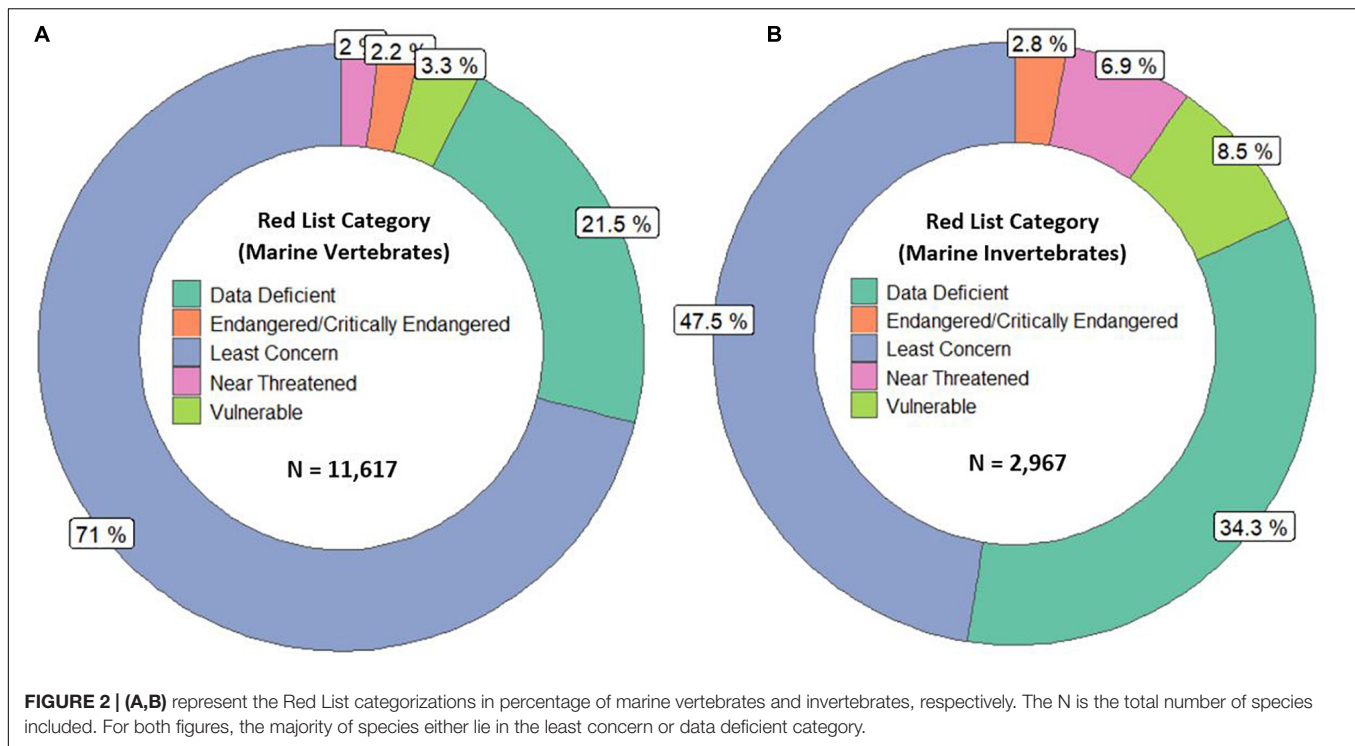 A
2 %
2.2 %
3.3 %
21.5 %
71 %
Red List Category
(Marine Vertebrates)
Data Deficient
Endangered/Critically Endangered
Least Concern
Near Threatened
Vulnerable
N = 11,617
B
2.8 %
6.9 %
8.5 %
34.3 %
47.5 %
Red List Category
(Marine Invertebrates)
Data Deficient
Endangered/Critically Endangered
Least Concern
Near Threatened
Vulnerable
N = 2,967
FIGURE 2 | (A,B) represent the Red List categorizations in percentage of marine vertebrates and invertebrates, respectively. The N is the total number of species
included. For both figures, the majority of species either lie in the least concern or data deficient category.